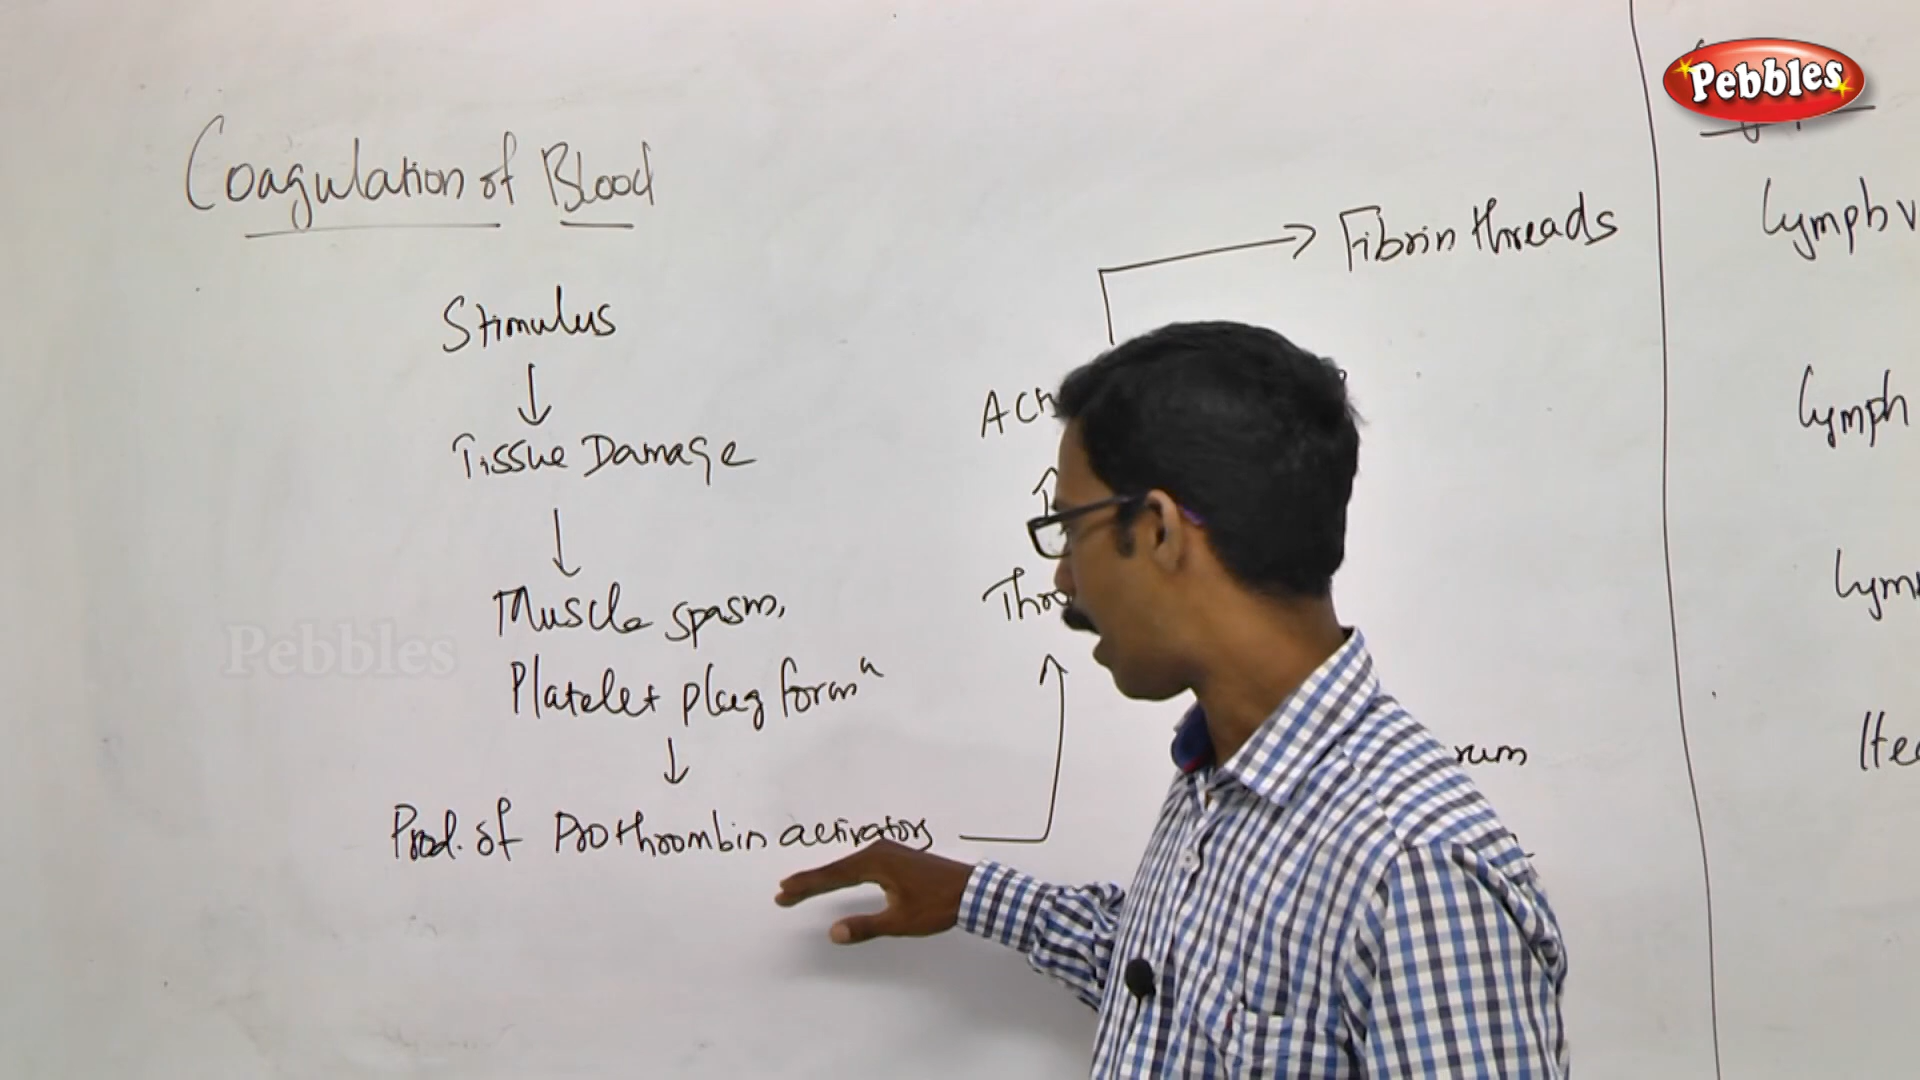 Pebbles
Coagulation of Blood
Stimulus
Tissue Damage
Muscle spasm,
Platelet plug formⁿ
Prod. of Prothrombin activators
Fibrin threads
Lymph
Lymph
Pebbles